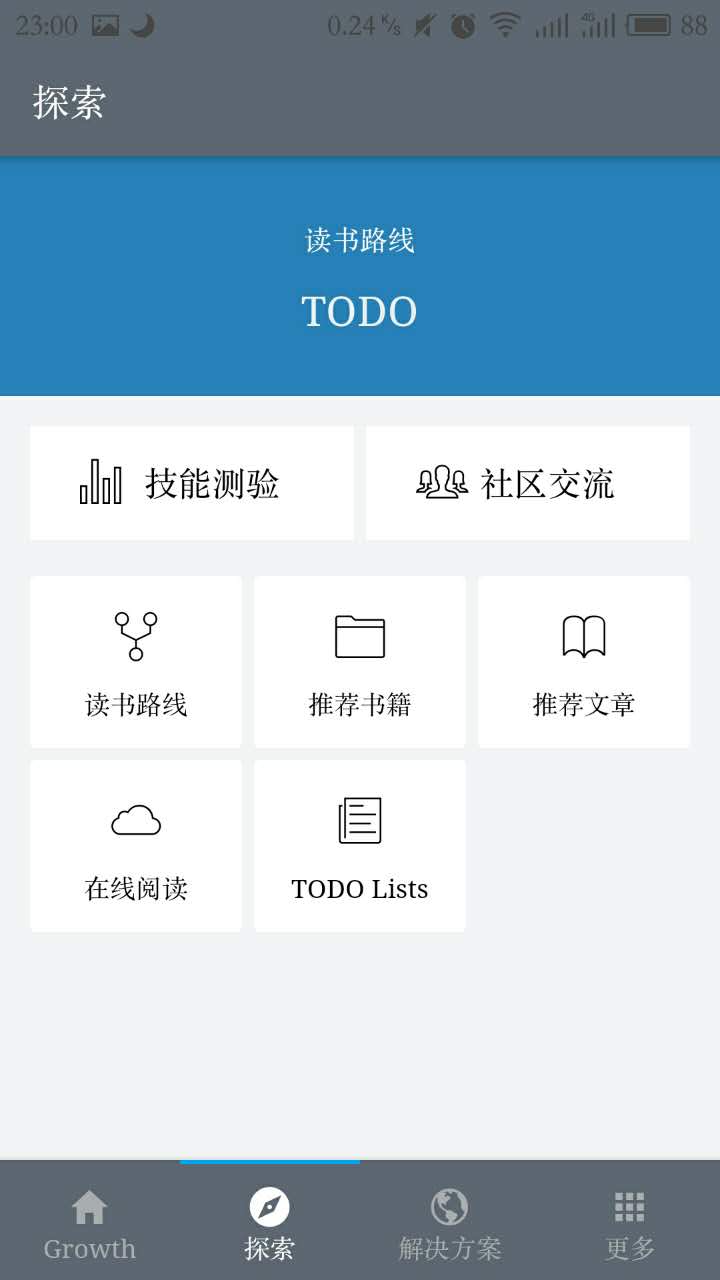 23:00 0.24 K/s 4G 88
探索
读书路线
TODO
技能测验 社区交流
读书路线 推荐书籍 推荐文章
在线阅读 TODO Lists
Growth 探索 解决方案 更多